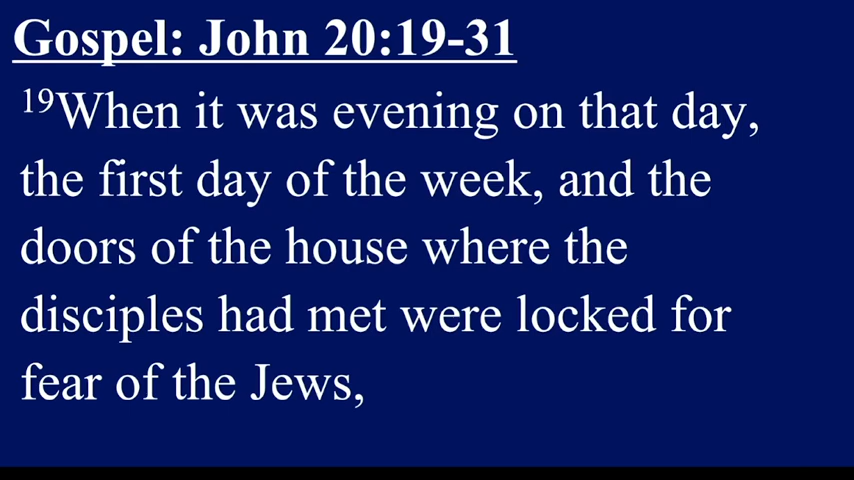 Gospel: John 20:19-31
19When it was evening on that day,
the first day of the week, and the
doors of the house where the
disciples had met were locked for
fear of the Jews,